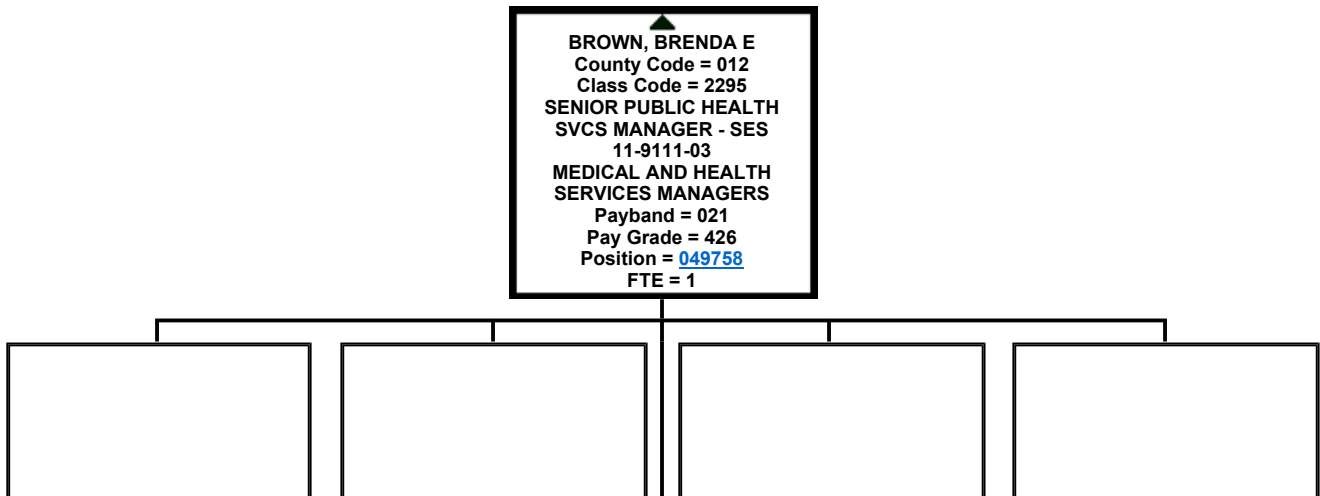 BROWN, BRENDA E
County Code = 012
Class Code = 2295
SENIOR PUBLIC HEALTH
SVCS MANAGER - SES
11-9111-03
MEDICAL AND HEALTH
SERVICES MANAGERS
Payband = 021
Pay Grade = 426
Position = 049758
FTE = 1